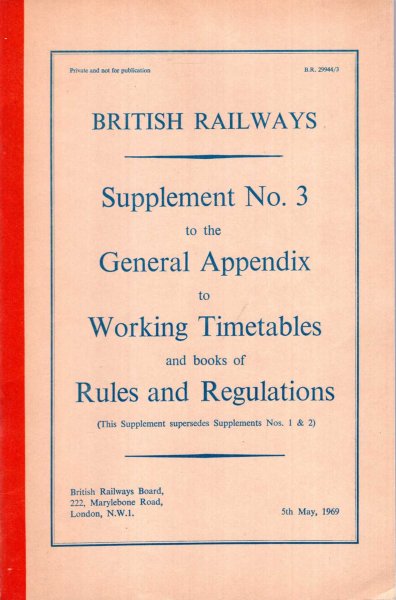 Private and not for publication
B.R. 29944/3
BRITISH RAILWAYS
Supplement No. 3
to the
General Appendix
to
Working Timetables
and books of
Rules and Regulations
(This Supplement supersedes Supplements Nos. 1 & 2)
British Railways Board,
222, Marylebone Road,
London, N.W.1.
5th May, 1969